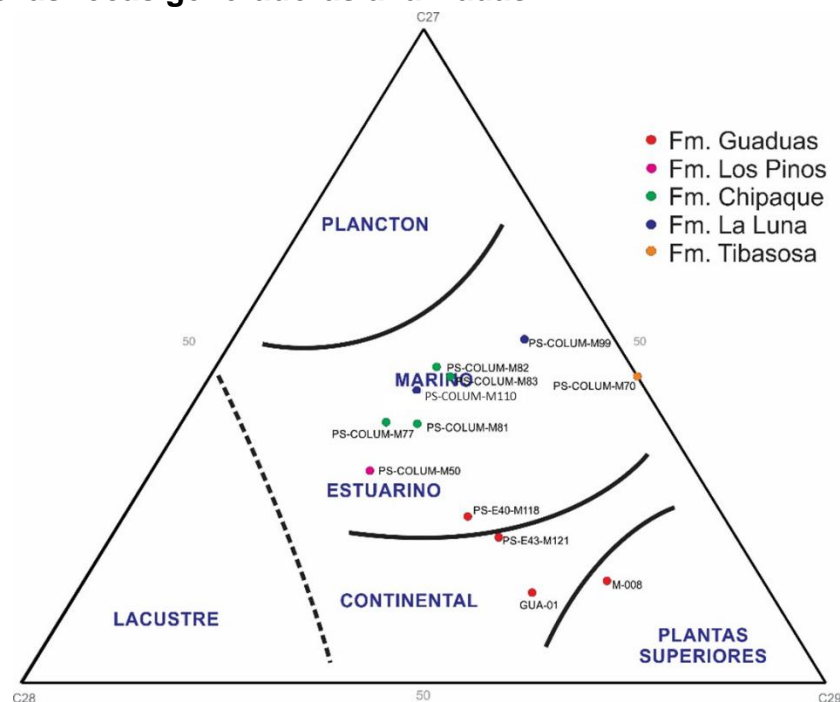 C27
Fm. Guaduas
Fm. Los Pinos
Fm. Chipaque
Fm. La Luna
Fm. Tibasosa
PLANCTON
50
50
PS-COLUM-M99
PS-COLUM-M82
MARINO
PS-COLUM-M83
PS-COLUM-M70
PS-COLUM-M110
PS-COLUM-M77
PS-COLUM-M81
PS-COLUM-M50
ESTUARINO
PS-E40-M118
PS-E43-M121
M-008
GUA-01
CONTINENTAL
LACUSTRE
PLANTAS
SUPERIORES
C28
50
C29